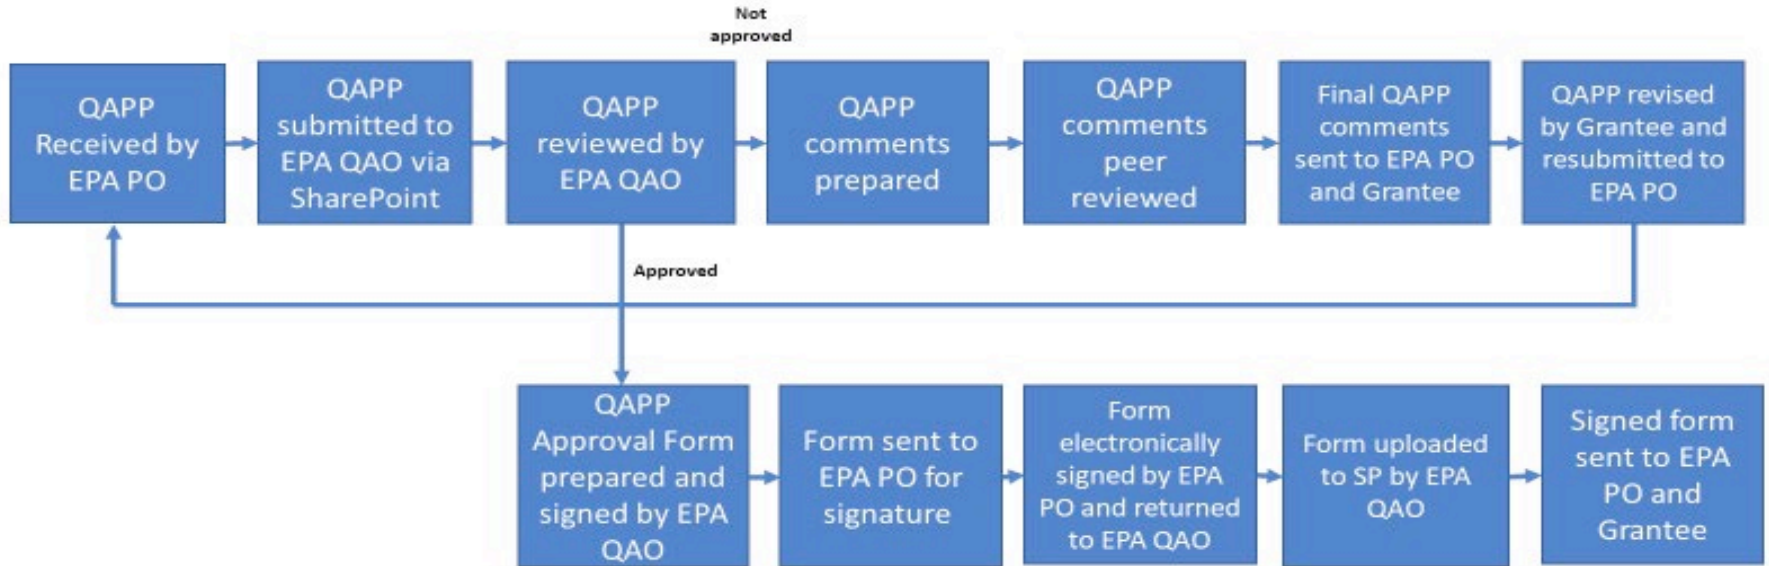 Not
approved
QAPP
Received by
EPA PO
QAPP
submitted to
EPA QAO via
SharePoint
QAPP
reviewed by
EPA QAO
QAPP
comments
prepared
QAPP
comments
peer
reviewed
Final QAPP
comments
sent to EPA PO
and Grantee
QAPP revised
by Grantee and
resubmitted to
EPA PO
Approved
QAPP
Approval Form
prepared and
signed by EPA
QAO
Form sent to
EPA PO for
signature
Form
electronically
signed by EPA
PO and returned
to EPA QAO
Form uploaded
to SP by EPA
QAO
Signed form
sent to EPA
PO and
Grantee